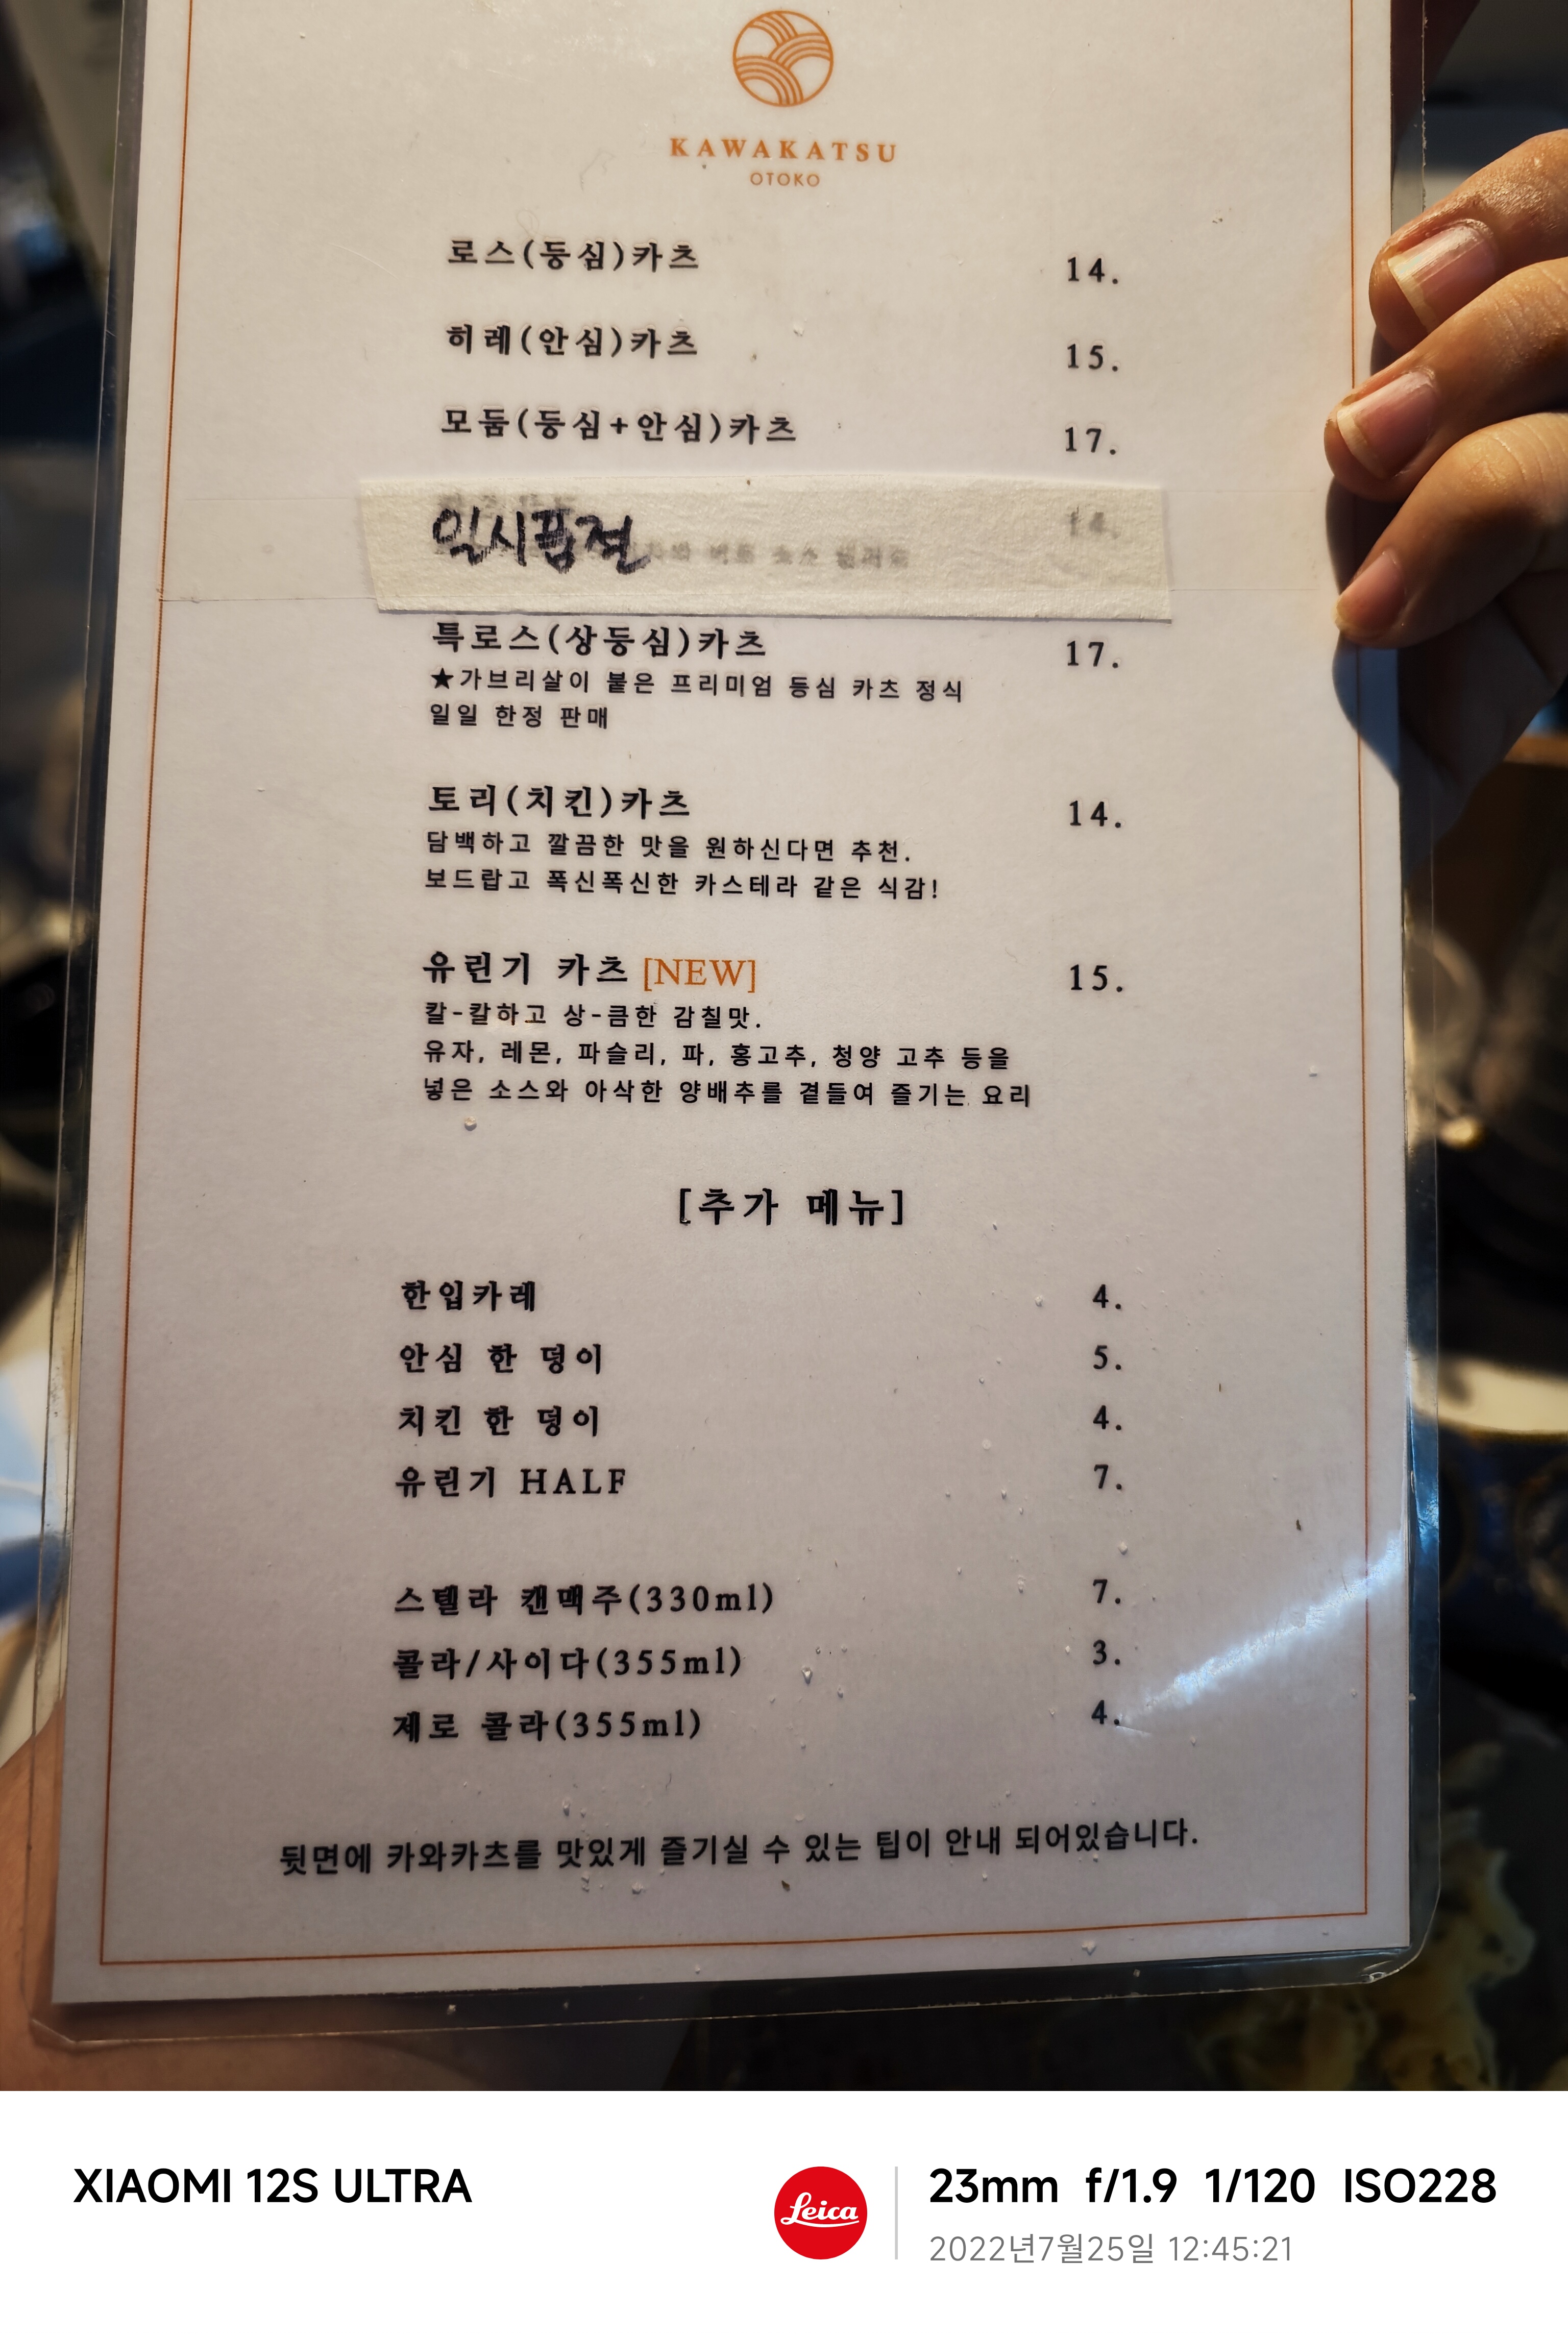 KAWAKATSU
OTOKO
로스(등심)카츠 14.
히레(안심)카츠 15.
모둠(등심+안심)카츠 17.
일시품절
14.
특로스(상등심)카츠 17.
★가브리살이 붙은 프리미엄 등심 카츠 정식
일일 한정 판매
토리(치킨)카츠 14.
담백하고 깔끔한 맛을 원하신다면 추천.
보드랍고 폭신폭신한 카스테라 같은 식감!
유린기 카츠 [NEW] 15.
칼-칼하고 상-큼한 감칠맛.
유자, 레몬, 파슬리, 파, 홍고추, 청양 고추 등을
넣은 소스와 아삭한 양배추를 곁들여 즐기는 요리
[추가 메뉴]
한입카레 4.
안심 한 덩이 5.
치킨 한 덩이 4.
유린기 HALF 7.
스텔라 캔맥주(330ml) 7.
콜라/사이다(355ml) 3.
제로 콜라(355ml) 4.
뒷면에 카와카츠를 맛있게 즐기실 수 있는 팁이 안내 되어있습니다.
XIAOMI 12S ULTRA
Leica
23mm f/1.9 1/120 ISO228
2022년7월25일 12:45:21